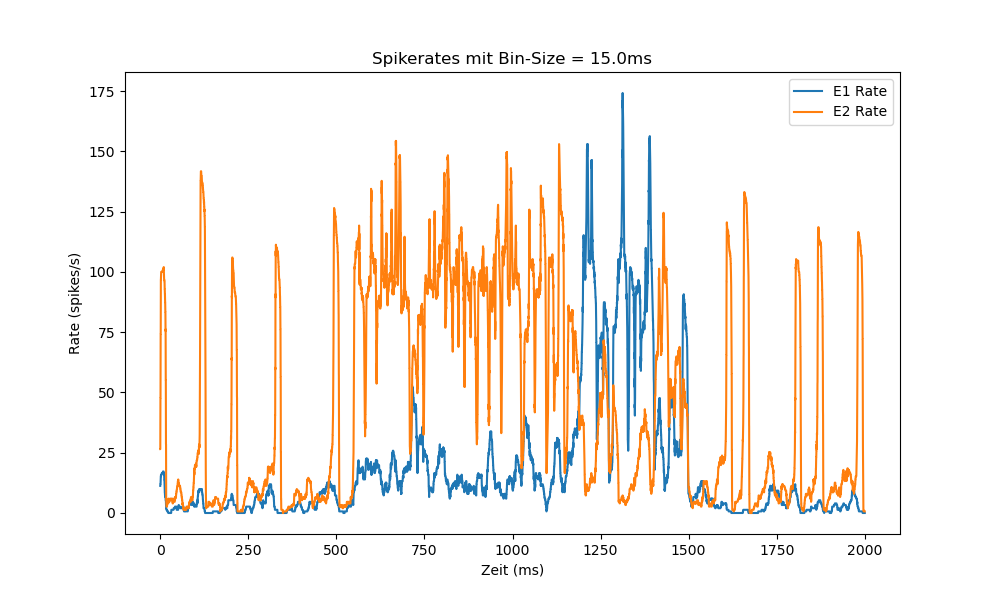 Spikerates mit Bin-Size = 15.0ms
E1 Rate
E2 Rate
175
150
125
100
75
50
25
0
Rate (spikes/s)
0 250 500 750 1000 1250 1500 1750 2000
Zeit (ms)